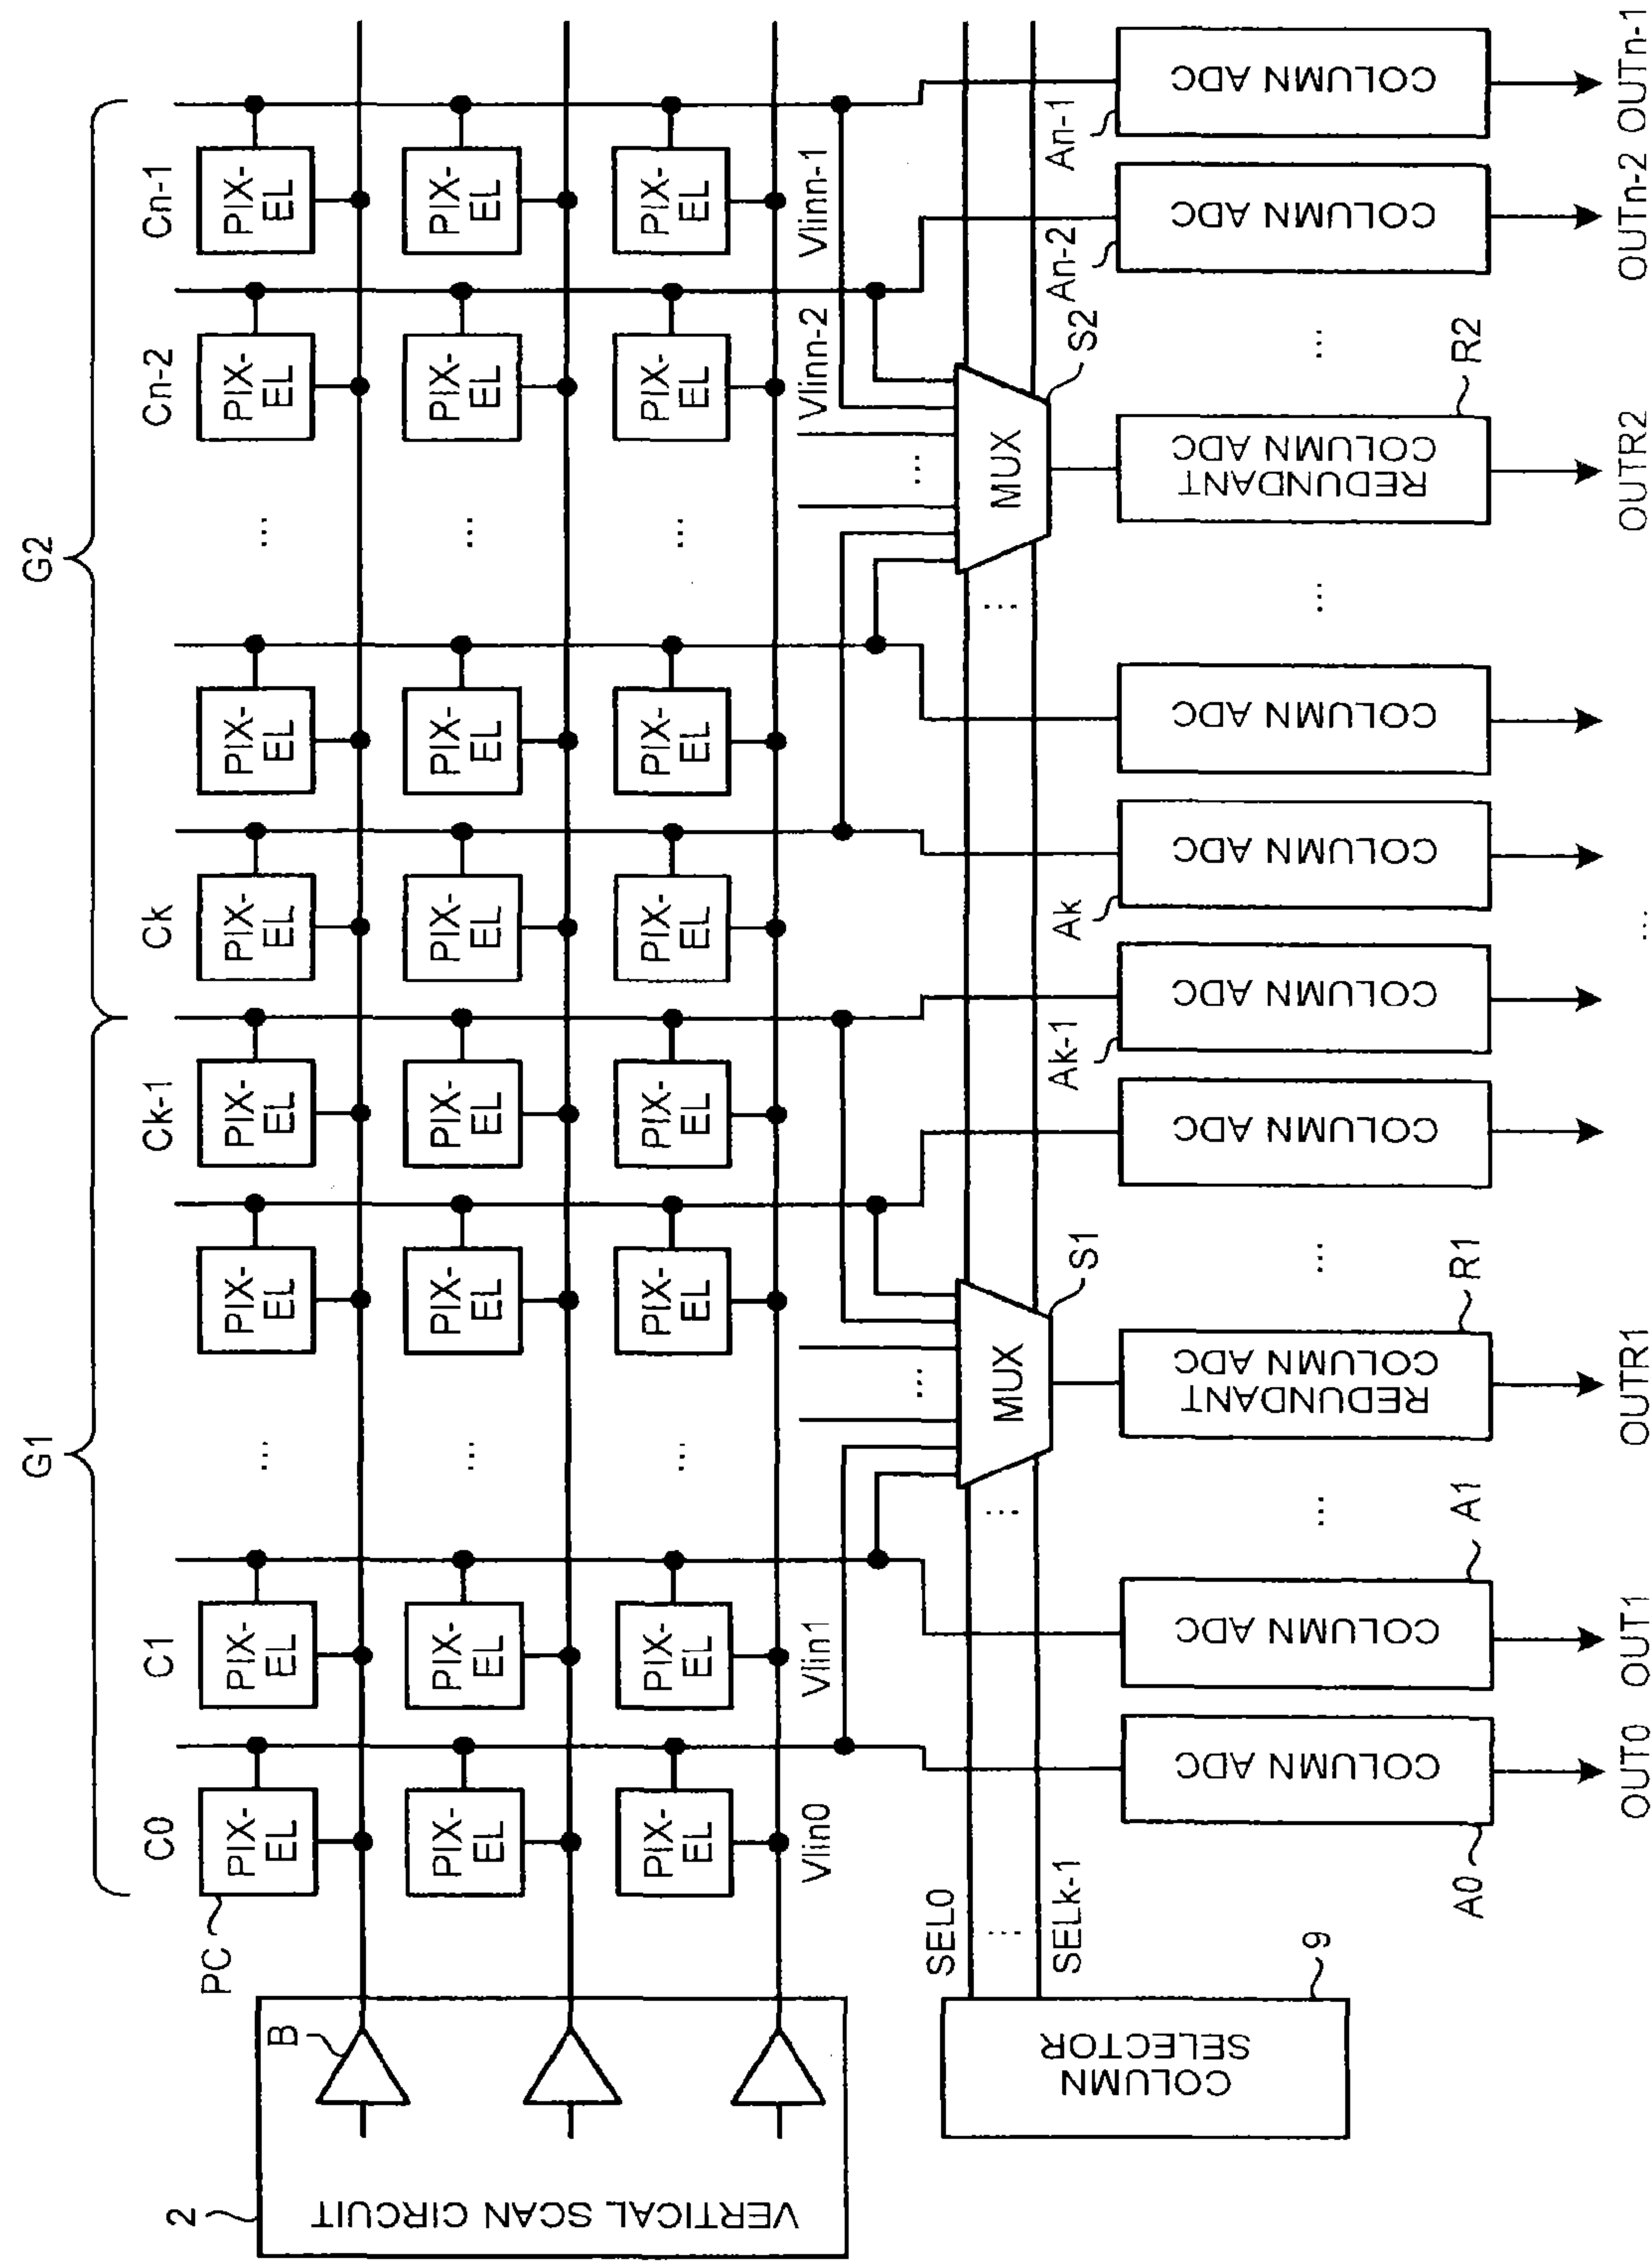 G1
G2
C0
C1
Ck-1
Ck
Cn-2
Cn-1
PC
PIX-
EL
PIX-
EL
...
PIX-
EL
PIX-
EL
PIX-
EL
PIX-
EL
...
PIX-
EL
PIX-
EL
2
B
VERTICAL SCAN CIRCUIT
PIX-
EL
PIX-
EL
...
PIX-
EL
PIX-
EL
PIX-
EL
PIX-
EL
...
PIX-
EL
PIX-
EL
PIX-
EL
PIX-
EL
...
PIX-
EL
PIX-
EL
PIX-
EL
PIX-
EL
...
PIX-
EL
PIX-
EL
Vlin0
Vlin1
Vlinn-2
Vlinn-1
...
...
SEL0
...
SELk-1
...
MUX
S1
...
MUX
S2
COLUMN
SELECTOR
9
Ak-1
Ak
An-2
An-1
COLUMN ADC
COLUMN ADC
...
REDUNDANT
COLUMN ADC
...
COLUMN ADC
COLUMN ADC
COLUMN ADC
COLUMN ADC
...
REDUNDANT
COLUMN ADC
...
COLUMN ADC
COLUMN ADC
A0
A1
R1
R2
OUT0
OUT1
OUTR1
...
OUTR2
OUTn-2
OUTn-1